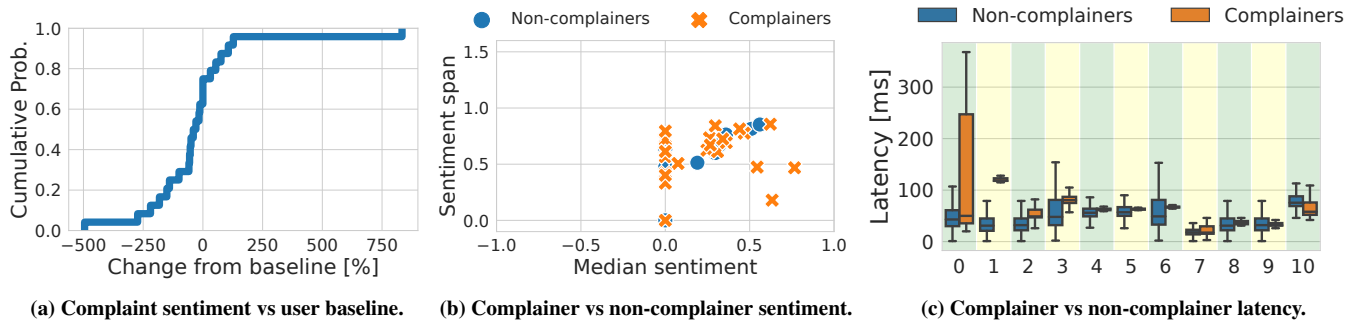 1.0
0.8
0.6
0.4
0.2
0.0
Cumulative Prob.
−500 −250 0 250 500 750
Change from baseline [%]
(a) Complaint sentiment vs user baseline.
Non-complainers Complainers
1.5
1.0
0.5
0.0
Sentiment span
−1.0 −0.5 0.0 0.5 1.0
Median sentiment
(b) Complainer vs non-complainer sentiment.
Non-complainers Complainers
300
200
100
0
Latency [ms]
0 1 2 3 4 5 6 7 8 9 10
(c) Complainer vs non-complainer latency.